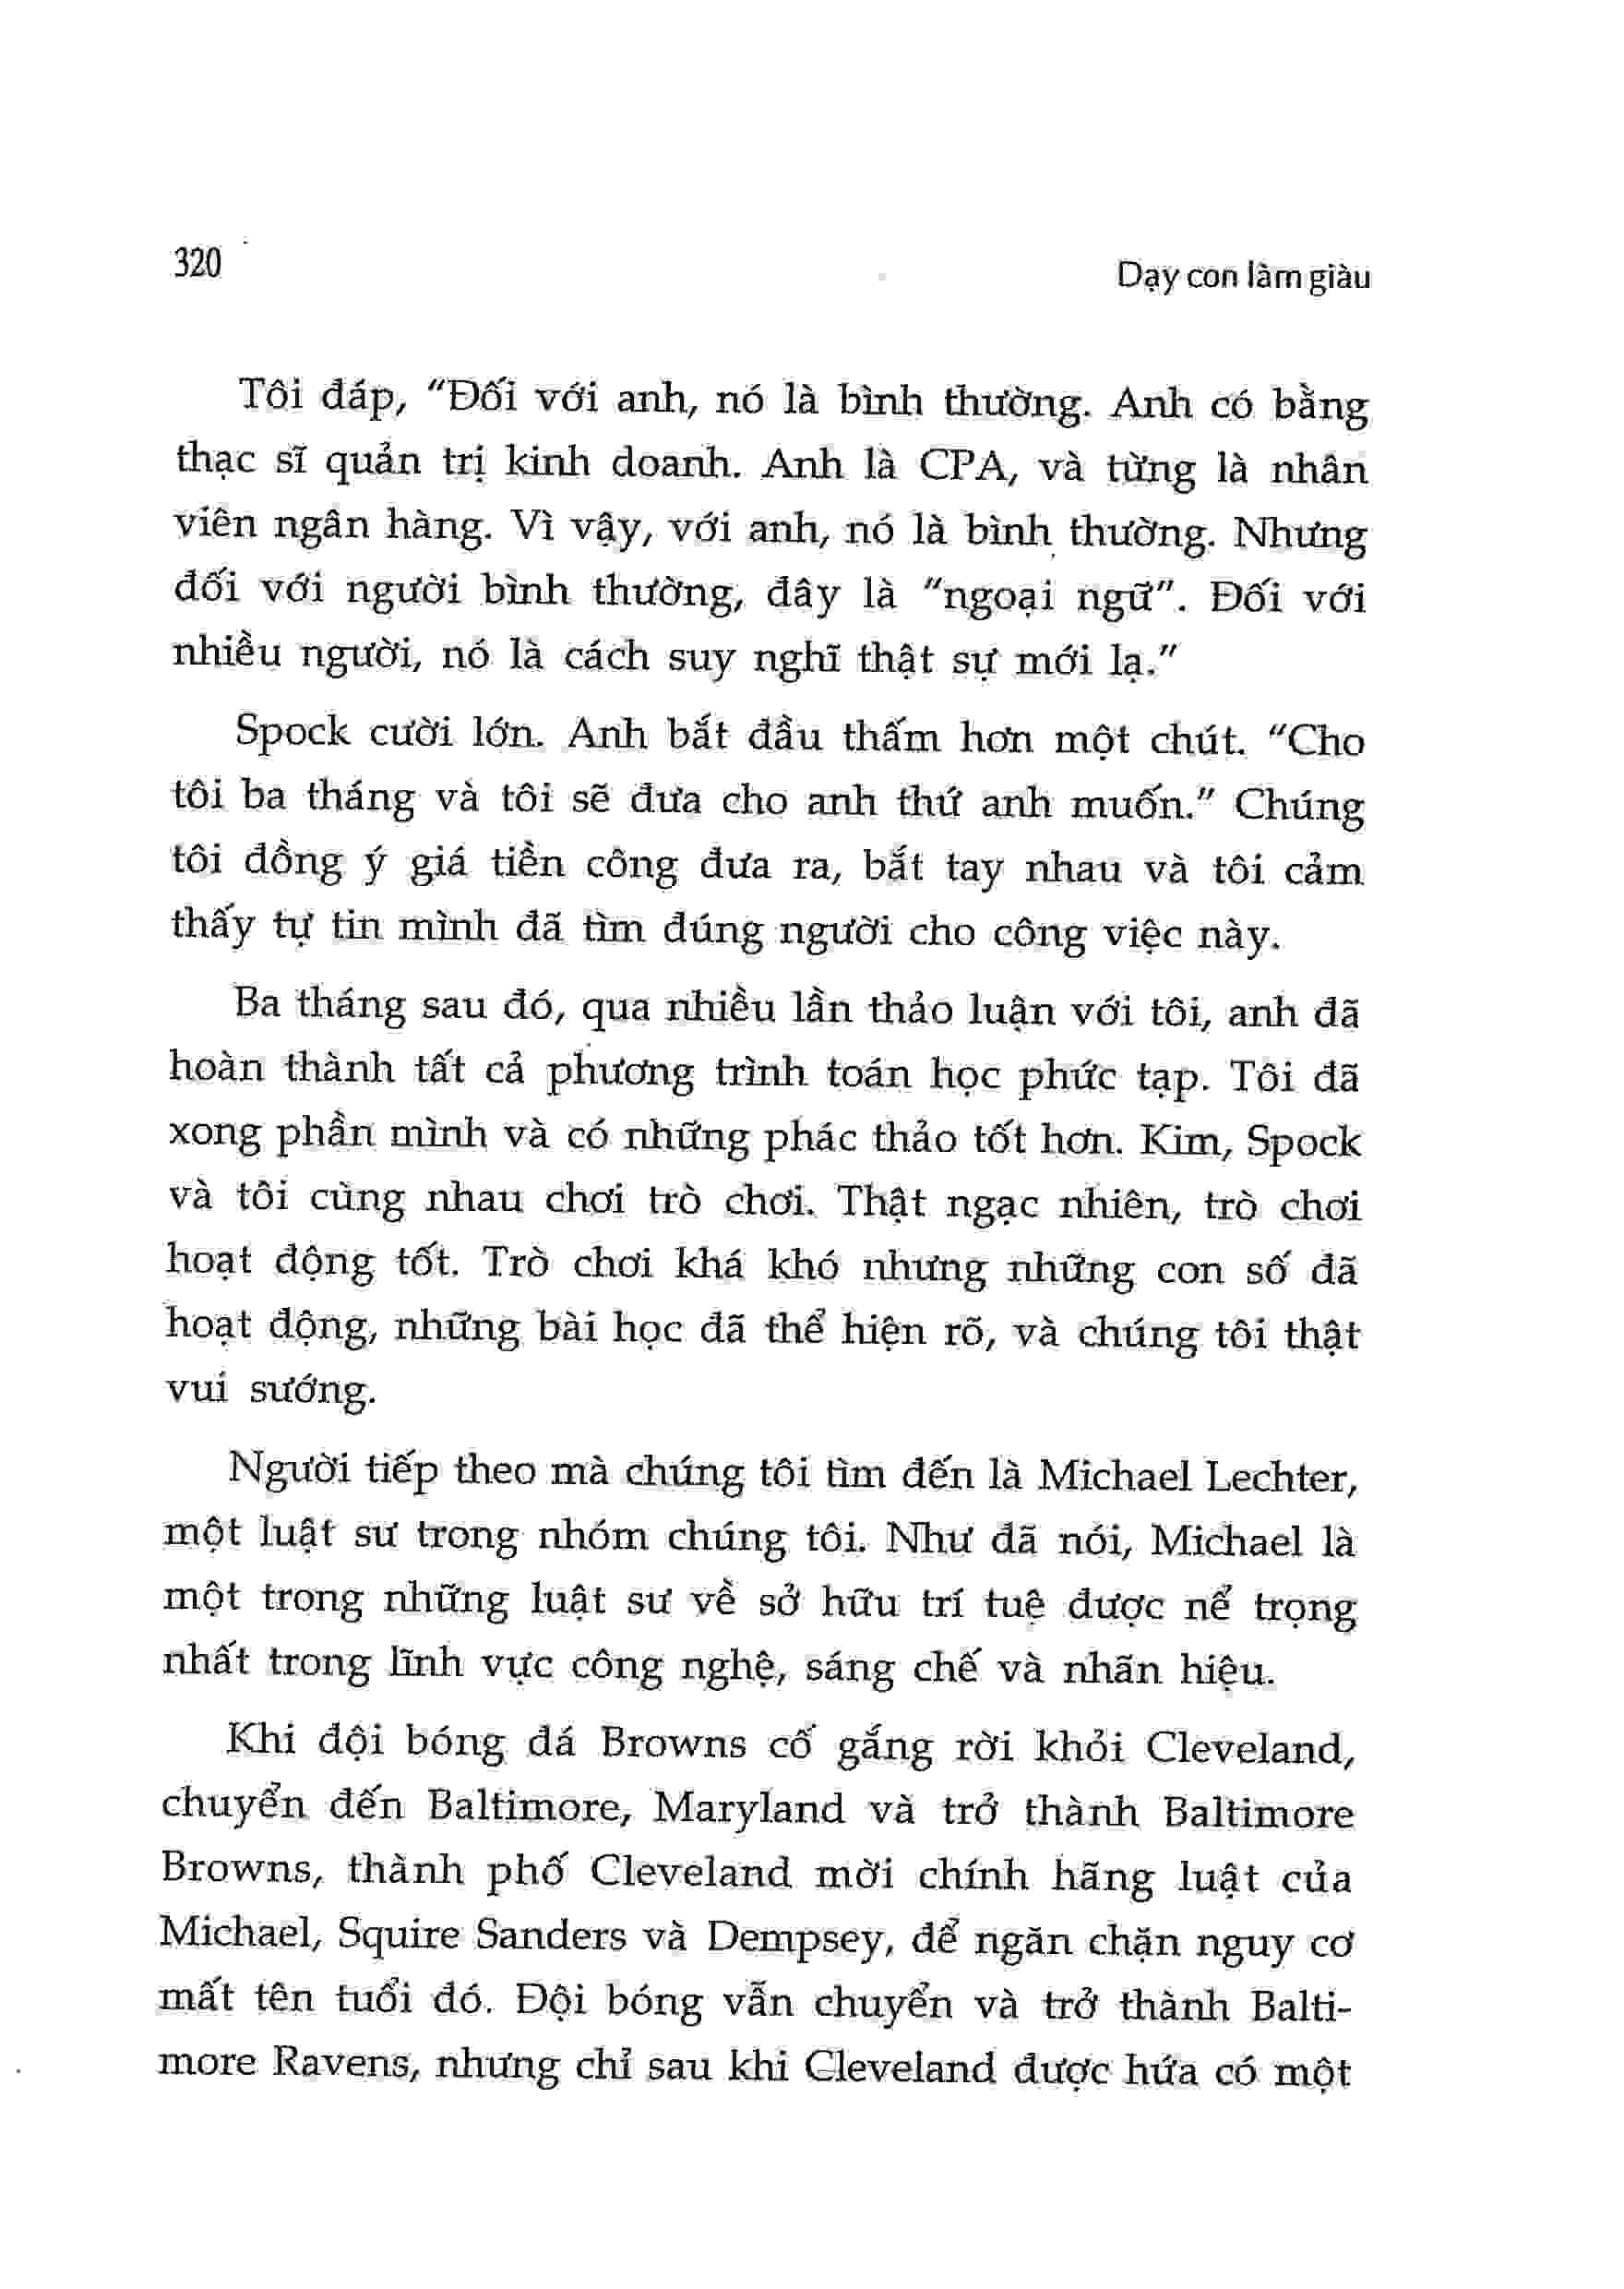 320
Dạy con làm giàu
Tôi đáp, “Đối với anh, nó là bình thường. Anh có bằng
thạc sĩ quản trị kinh doanh. Anh là CPA, và từng là nhân
viên ngân hàng. Vì vậy, với anh, nó là bình thường. Nhưng
đối với người bình thường, đây là “ngoại ngữ”. Đối với
nhiều người, nó là cách suy nghĩ thật sự mới lạ.”
Spock cười lớn. Anh bắt đầu thấm hơn một chút. “Cho
tôi ba tháng và tôi sẽ đưa cho anh thứ anh muốn.” Chúng
tôi đồng ý giá tiền công đưa ra, bắt tay nhau và tôi cảm
thấy tự tin mình đã tìm đúng người cho công việc này.
Ba tháng sau đó, qua nhiều lần thảo luận với tôi, anh đã
hoàn thành tất cả phương trình toán học phức tạp. Tôi đã
xong phần mình và có những phác thảo tốt hơn. Kim, Spock
và tôi cùng nhau chơi trò chơi. Thật ngạc nhiên, trò chơi
hoạt động tốt. Trò chơi khá khó nhưng những con số đã
hoạt động, những bài học đã thể hiện rõ, và chúng tôi thật
vui sướng.
Người tiếp theo mà chúng tôi tìm đến là Michael Lechter,
một luật sư trong nhóm chúng tôi. Như đã nói, Michael là
một trong những luật sư về sở hữu trí tuệ được nể trọng
nhất trong lĩnh vực công nghệ, sáng chế và nhãn hiệu.
Khi đội bóng đá Browns cố gắng rời khỏi Cleveland,
chuyển đến Baltimore, Maryland và trở thành Baltimore
Browns, thành phố Cleveland mời chính hãng luật của
Michael, Squire Sanders và Dempsey, để ngăn chặn nguy cơ
mất tên tuổi đó. Đội bóng vẫn chuyển và trở thành Balti-
more Ravens, nhưng chỉ sau khi Cleveland được hứa có một